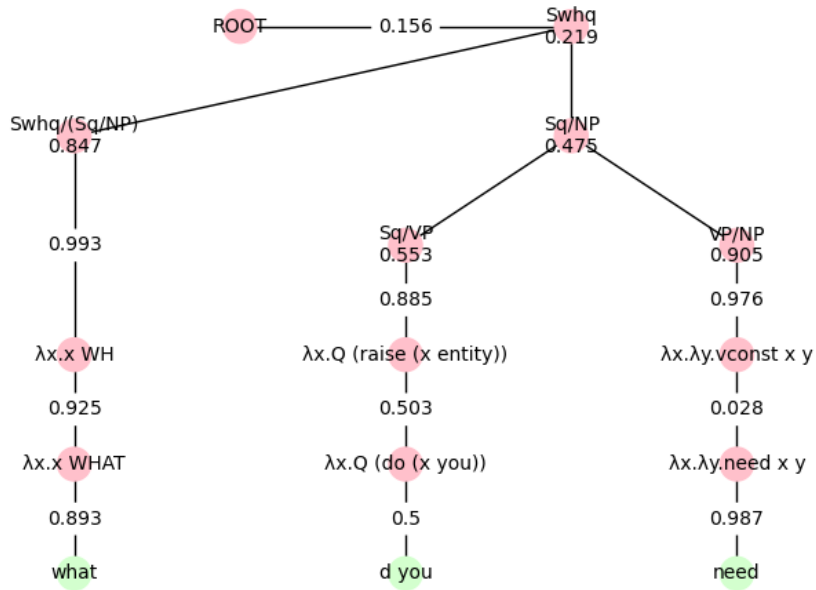 ROOT 0.156 Swhq
0.219
Swhq/(Sq/NP) Sq/NP
0.847 0.475
Sq/VP VP/NP
0.993 0.553 0.905
0.885 0.976
λx.x WH λx.Q (raise (x entity)) λx.λy.vconst x y
0.925 0.503 0.028
λx.x WHAT λx.Q (do (x you)) λx.λy.need x y
0.893 0.5 0.987
what d you need